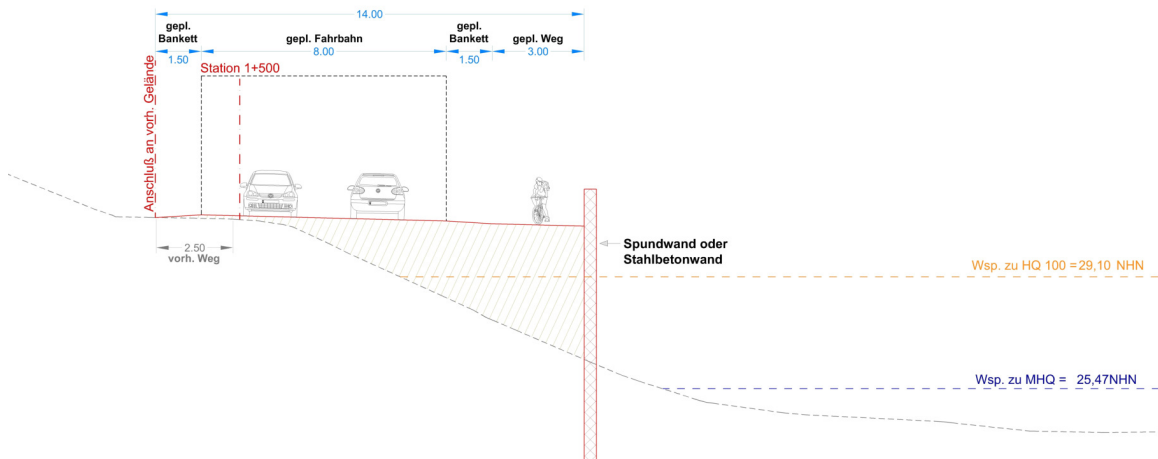 14.00
gepl.
Bankett
gepl. Fahrbahn
gepl.
Bankett
gepl. Weg
1.50
8.00
1.50
3.00
Station 1+500
Anschluß an vorh. Gelände
2.50
vorh. Weg
Spundwand oder
Stahlbetonwand
Wsp. zu HQ 100 =29,10 NHN
Wsp. zu MHQ = 25,47NHN